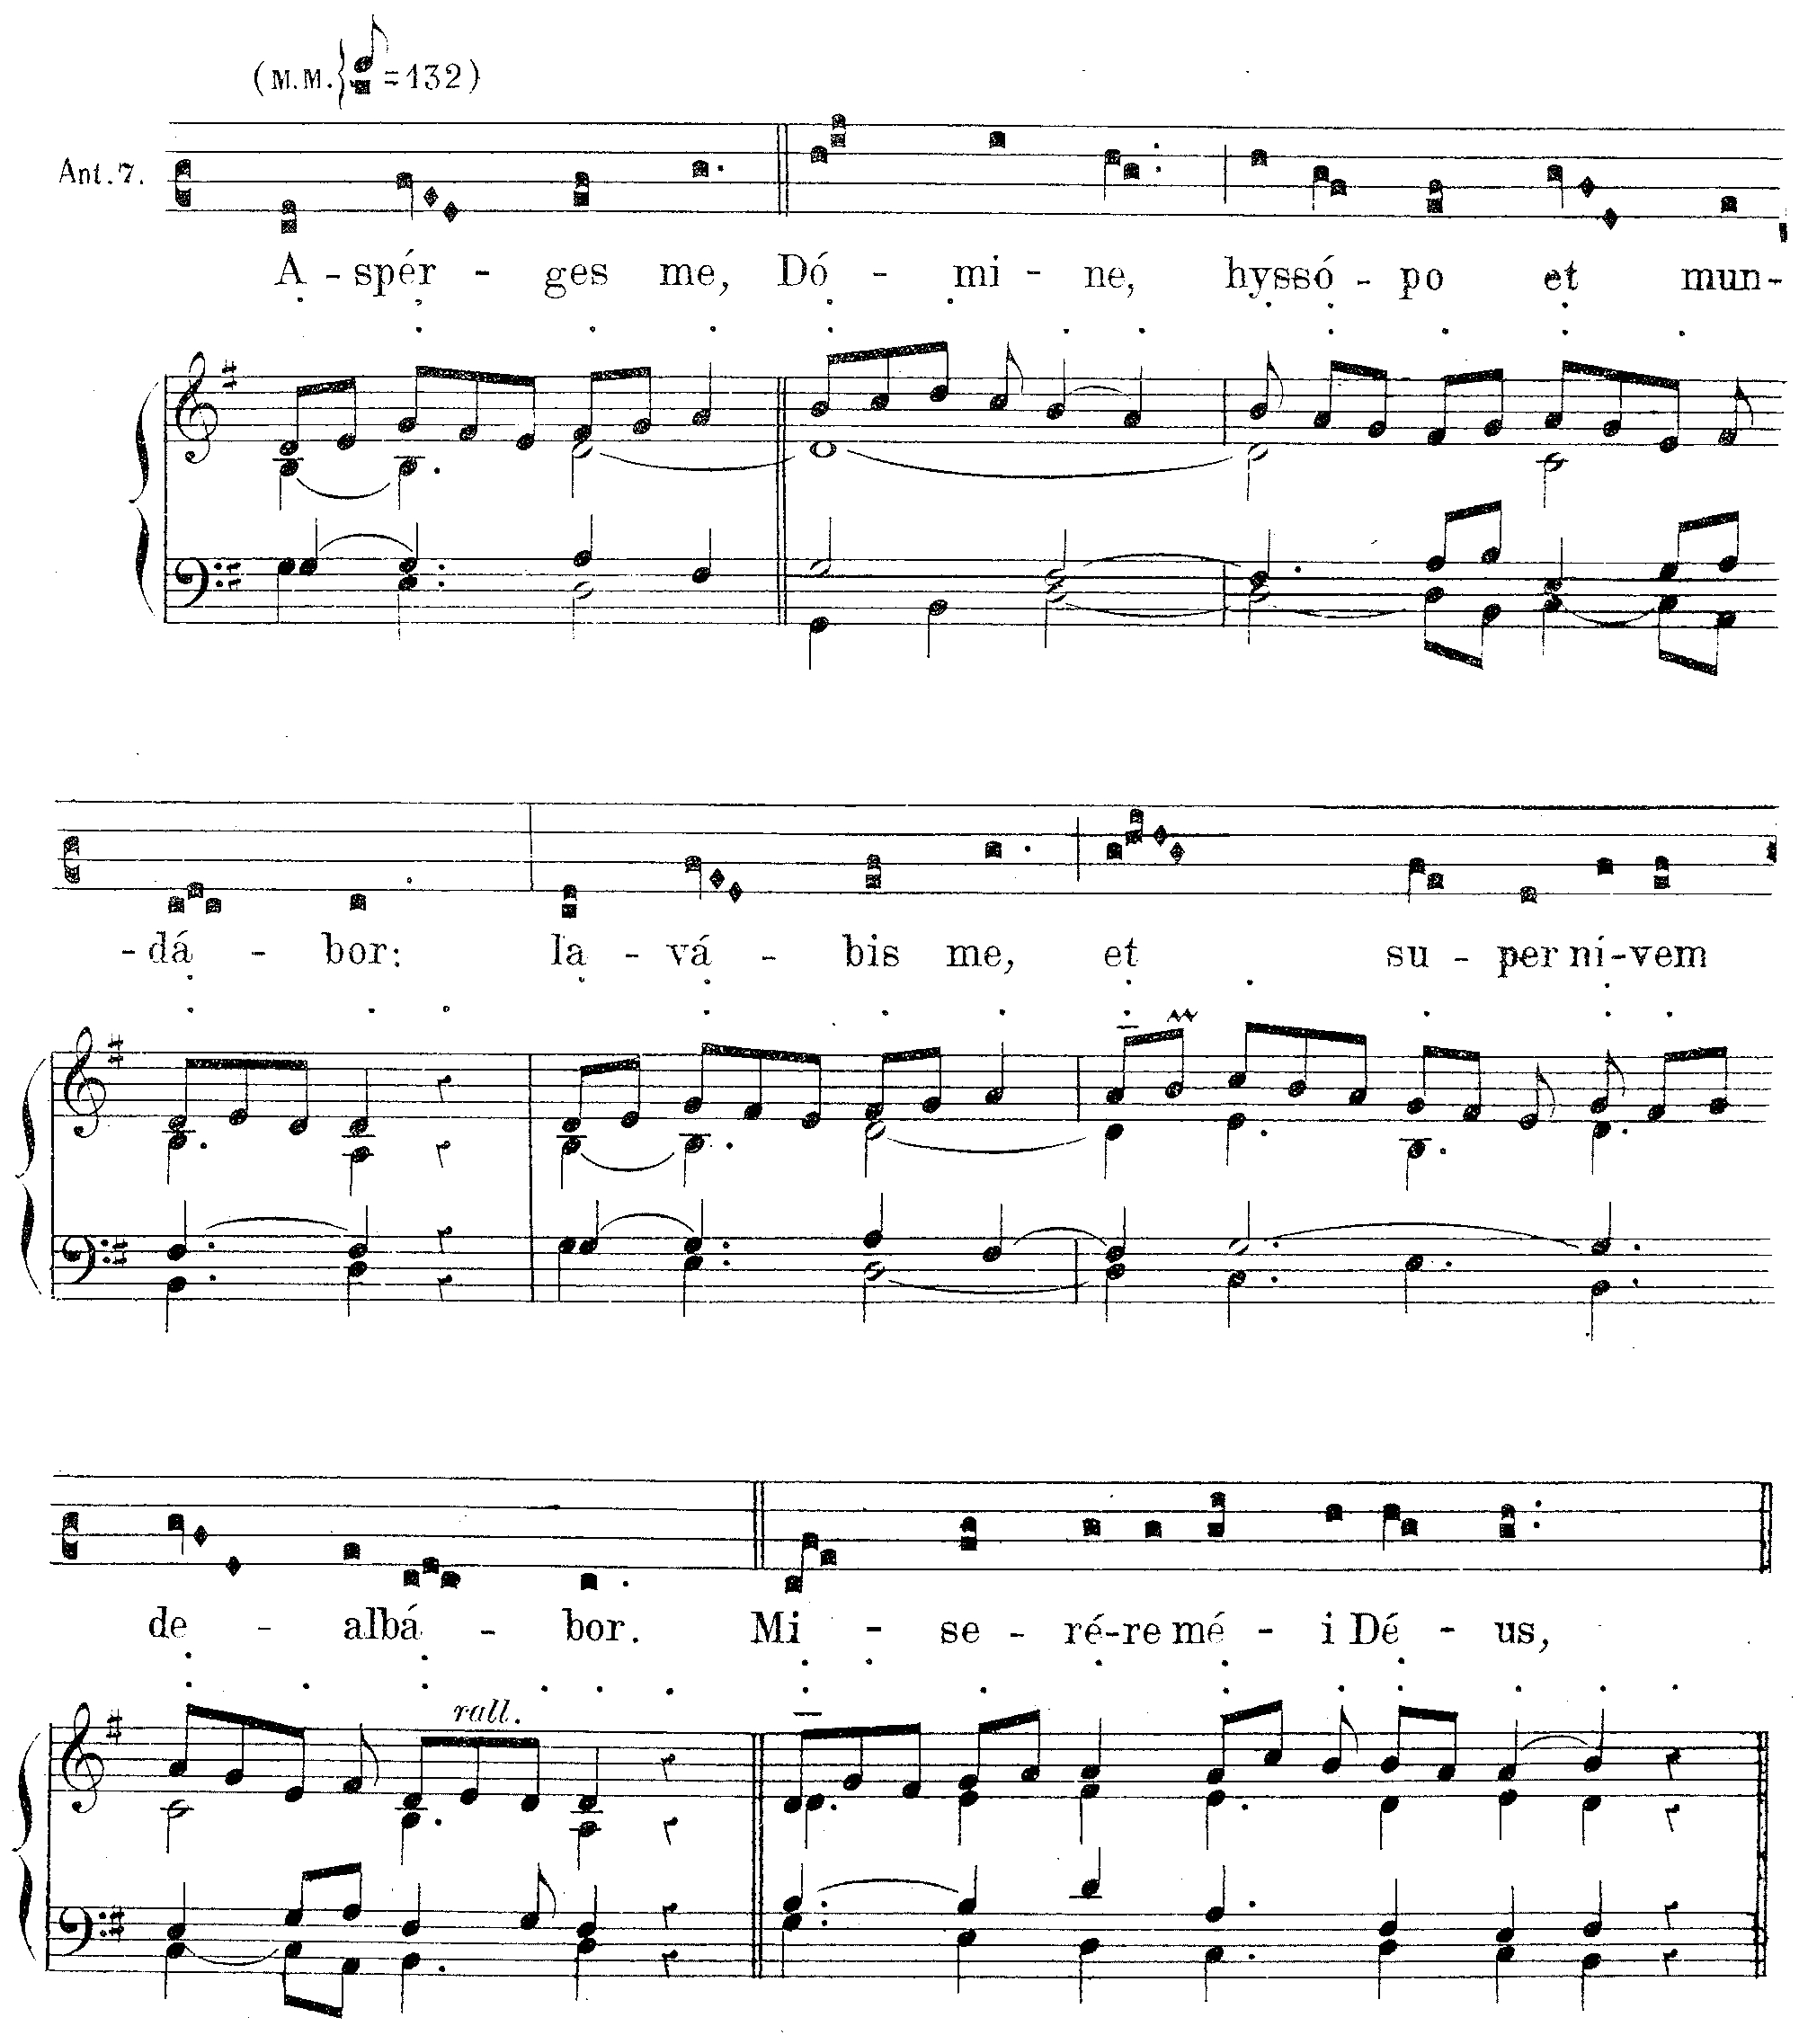 (M.M. =132)
Ant. 7.
A - spér - ges me, Dó - mi - ne, hyssó - po et mun-
-dá - bor: la - vá - bis me, et su - per ní-vem
de - albá - bor. Mi - se - ré-re mé - i Dé - us,
rall.